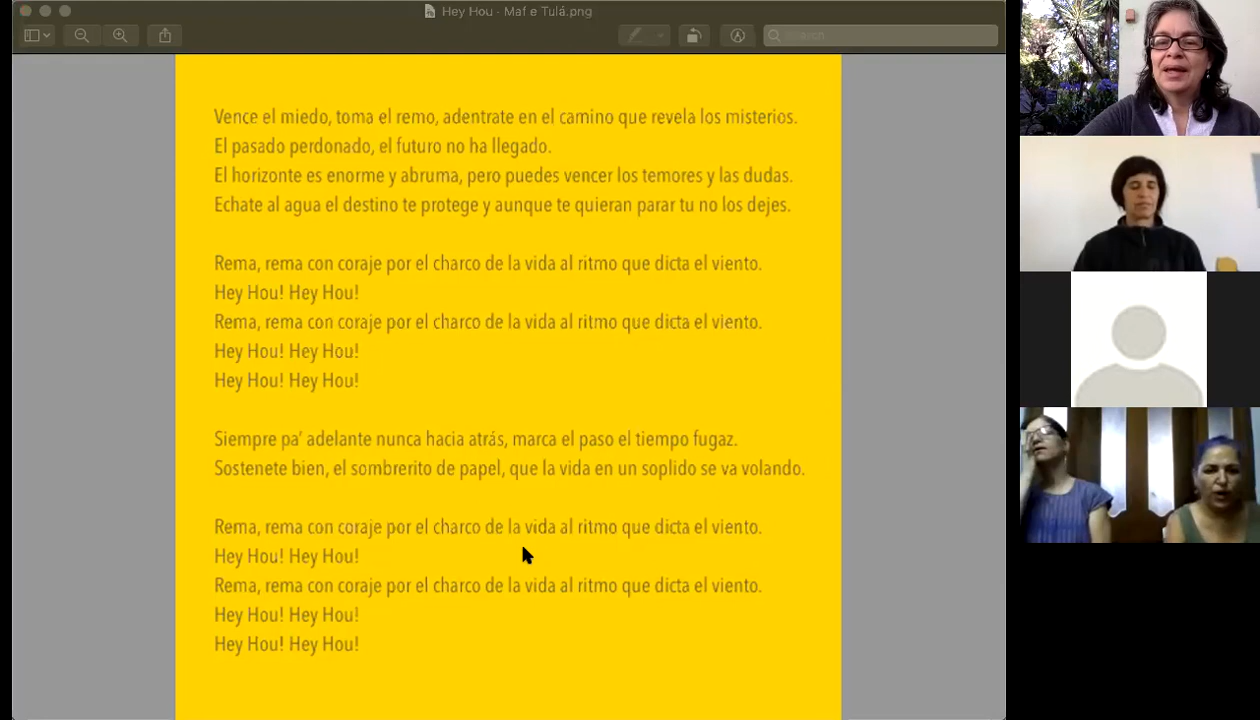 Hey Hou - Maf e Tulá.png
Vence el miedo, toma el remo, adentrate en el camino que revela los misterios.
El pasado perdonado, el futuro no ha llegado.
El horizonte es enorme y abruma, pero puedes vencer los temores y las dudas.
Echate al agua el destino te protege y aunque te quieran parar tu no los dejes.
Rema, rema con coraje por el charco de la vida al ritmo que dicta el viento.
Hey Hou! Hey Hou!
Rema, rema con coraje por el charco de la vida al ritmo que dicta el viento.
Hey Hou! Hey Hou!
Hey Hou! Hey Hou!
Siempre pa' adelante nunca hacia atrás, marca el paso el tiempo fugaz.
Sostenete bien, el sombrerito de papel, que la vida en un soplido se va volando.
Rema, rema con coraje por el charco de la vida al ritmo que dicta el viento.
Hey Hou! Hey Hou!
Rema, rema con coraje por el charco de la vida al ritmo que dicta el viento.
Hey Hou! Hey Hou!
Hey Hou! Hey Hou!